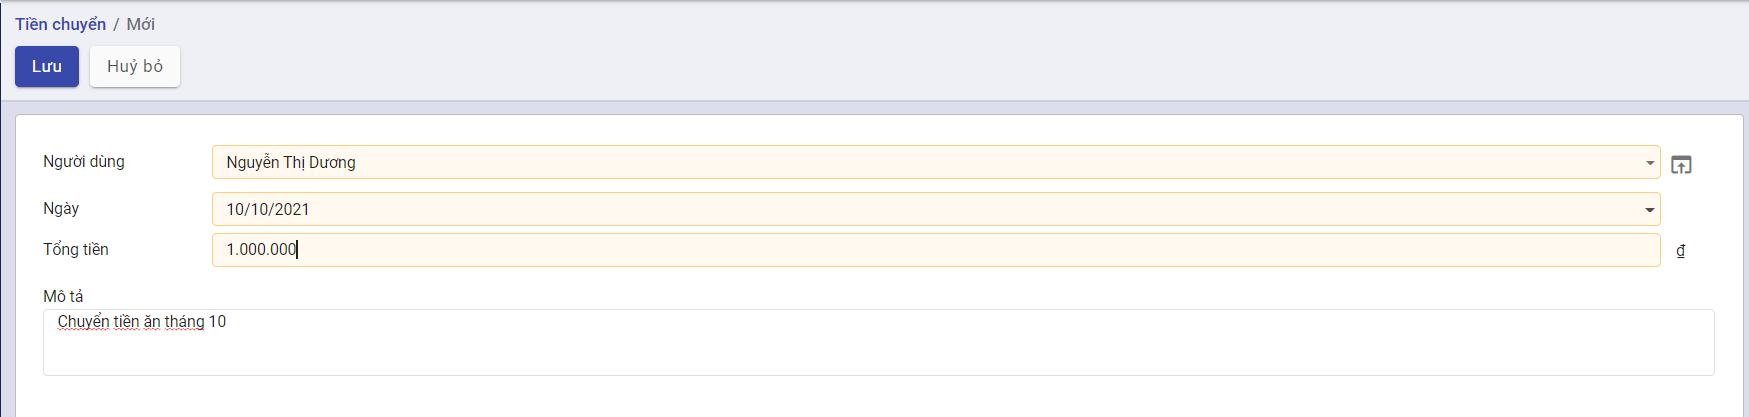 Tiền chuyển / Mới
Lưu Huỷ bỏ
Người dùng Nguyễn Thị Dương
Ngày 10/10/2021
Tổng tiền 1.000.000 ₫
Mô tả
Chuyển tiền ăn tháng 10